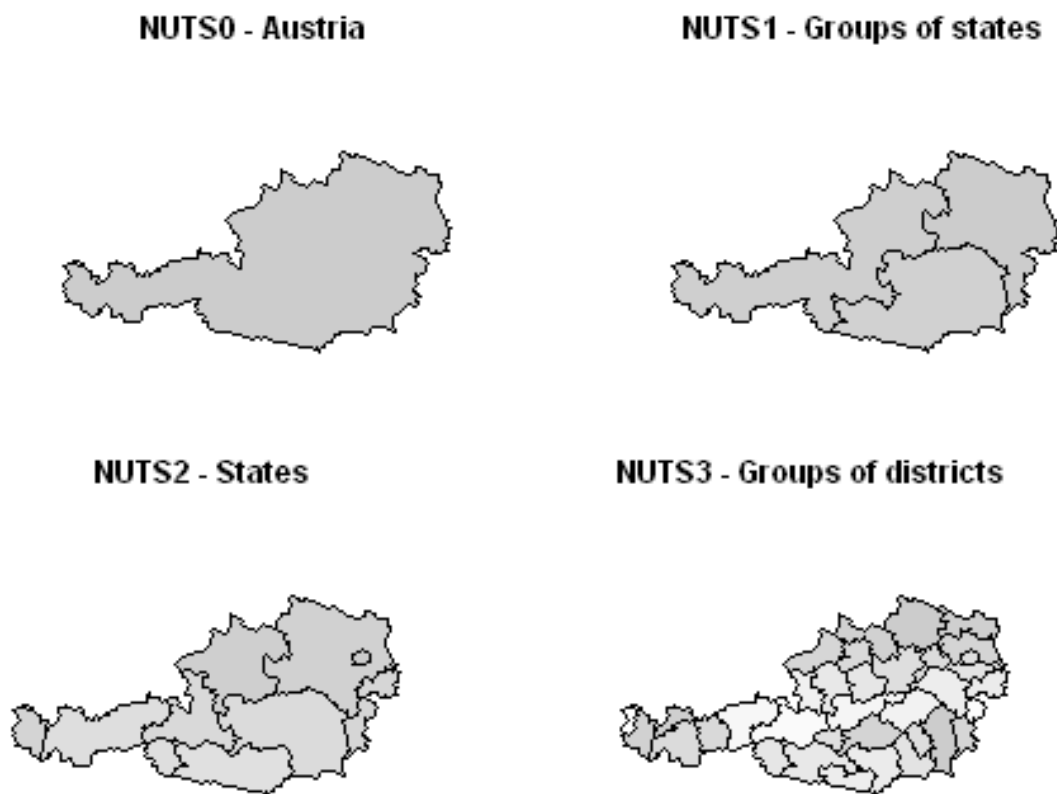 NUTS0 - Austria
NUTS1 - Groups of states
NUTS2 - States
NUTS3 - Groups of districts